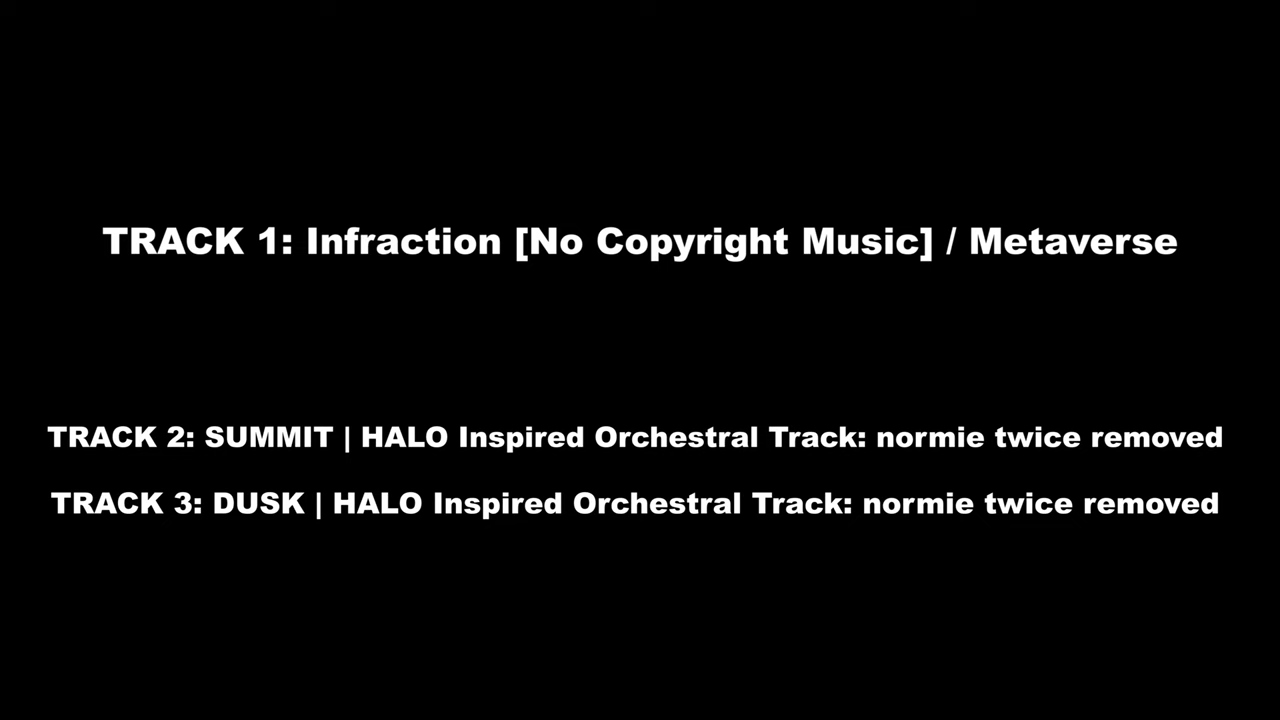 TRACK 1: Infraction [No Copyright Music] / Metaverse
TRACK 2: SUMMIT | HALO Inspired Orchestral Track: normie twice removed
TRACK 3: DUSK | HALO Inspired Orchestral Track: normie twice removed